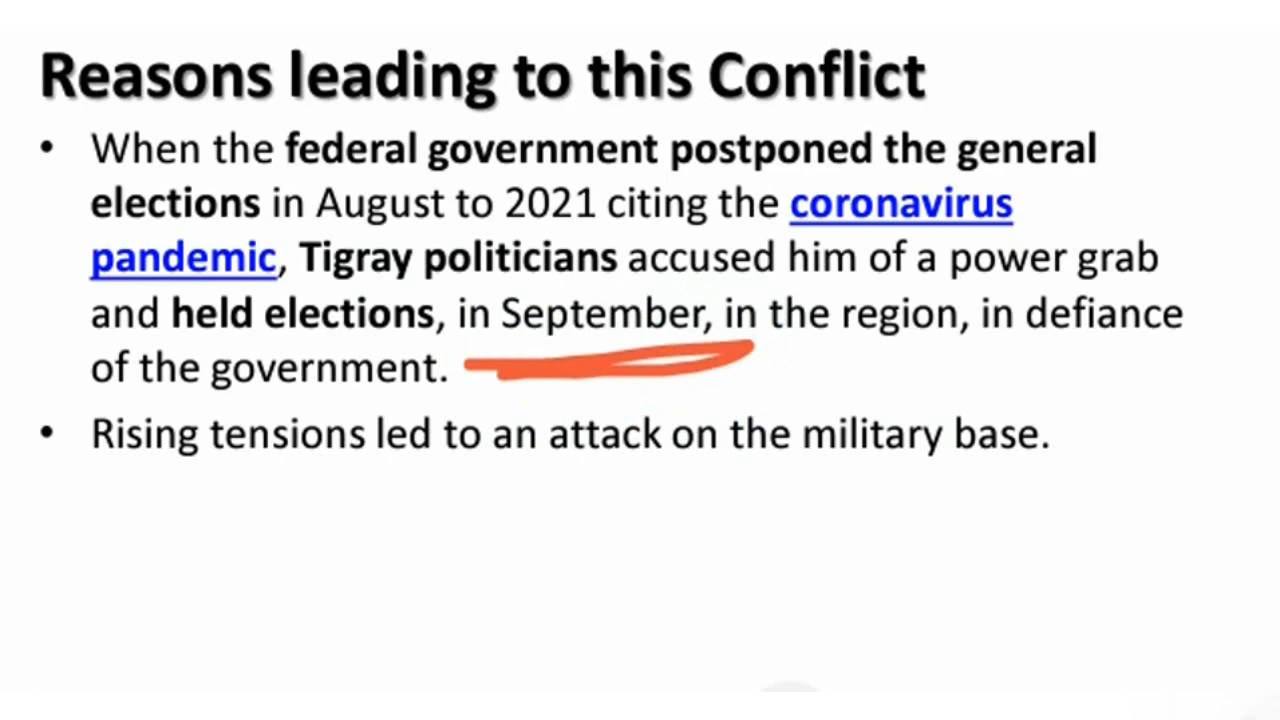 Reasons leading to this Conflict
• When the federal government postponed the general
elections in August to 2021 citing the coronavirus
pandemic, Tigray politicians accused him of a power grab
and held elections, in September, in the region, in defiance
of the government.
• Rising tensions led to an attack on the military base.